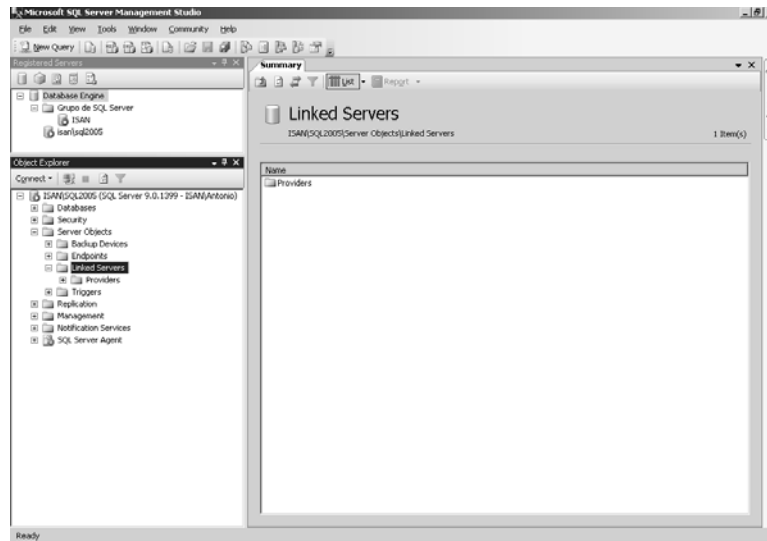 Microsoft SQL Server Management Studio
File Edit View Tools Window Community Help
New Query
Registered Servers
Database Engine
Grupo de SQL Server
ISAN
isan\sql2005
Object Explorer
Connect
ISAN\SQL2005 (SQL Server 9.0.1399 - ISAN\Antonio)
Databases
Security
Server Objects
Backup Devices
Endpoints
Linked Servers
Providers
Triggers
Replication
Management
Notification Services
SQL Server Agent
Summary
List Report
Linked Servers
ISAN\SQL2005\Server Objects\Linked Servers 1 Item(s)
Name
Providers
Ready